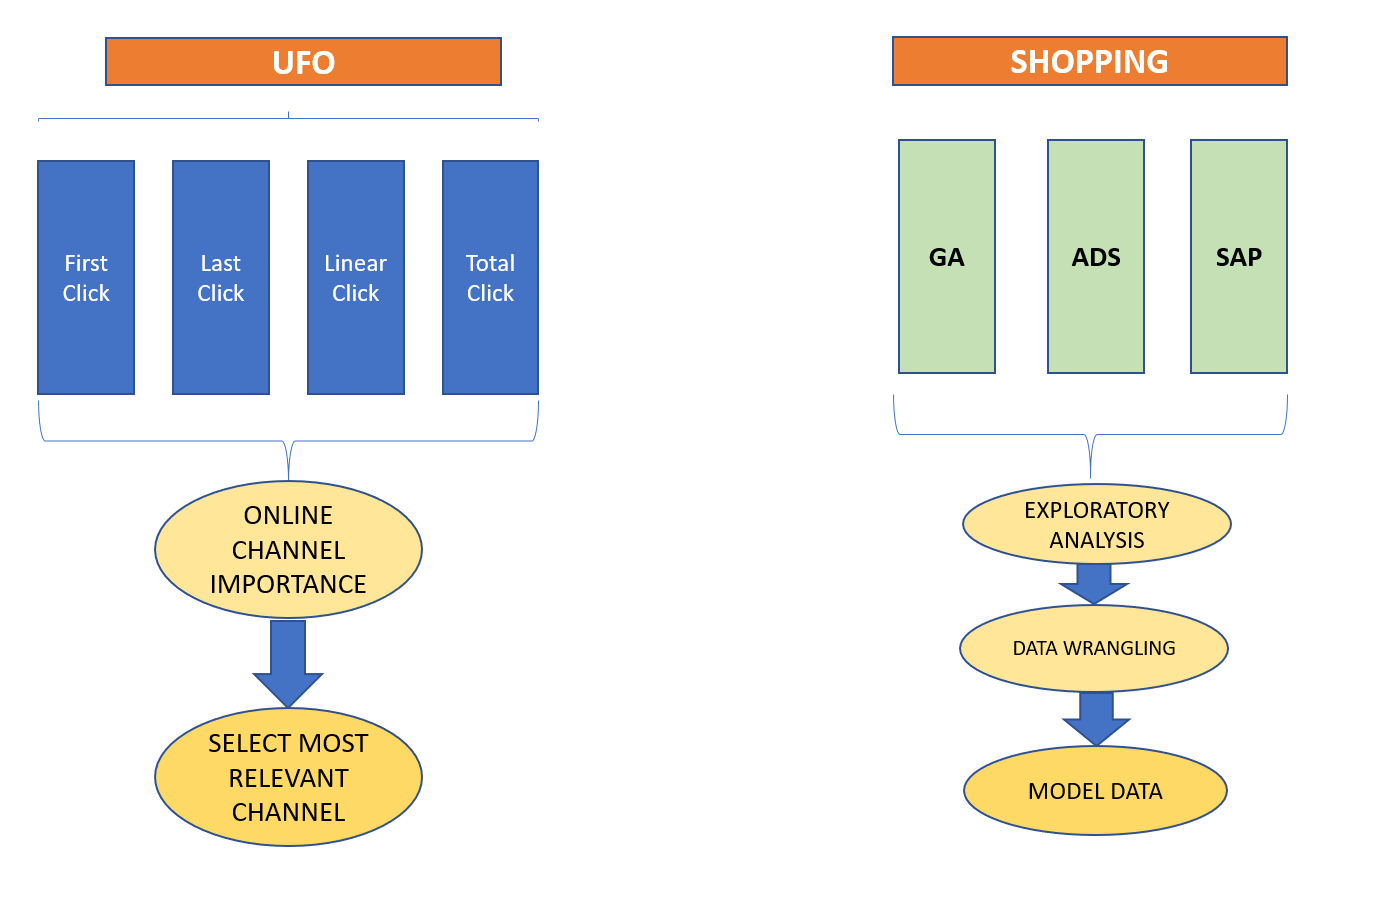 UFO
First
Click
Last
Click
Linear
Click
Total
Click
ONLINE
CHANNEL
IMPORTANCE
SELECT MOST
RELEVANT
CHANNEL
SHOPPING
GA
ADS
SAP
EXPLORATORY
ANALYSIS
DATA WRANGLING
MODEL DATA